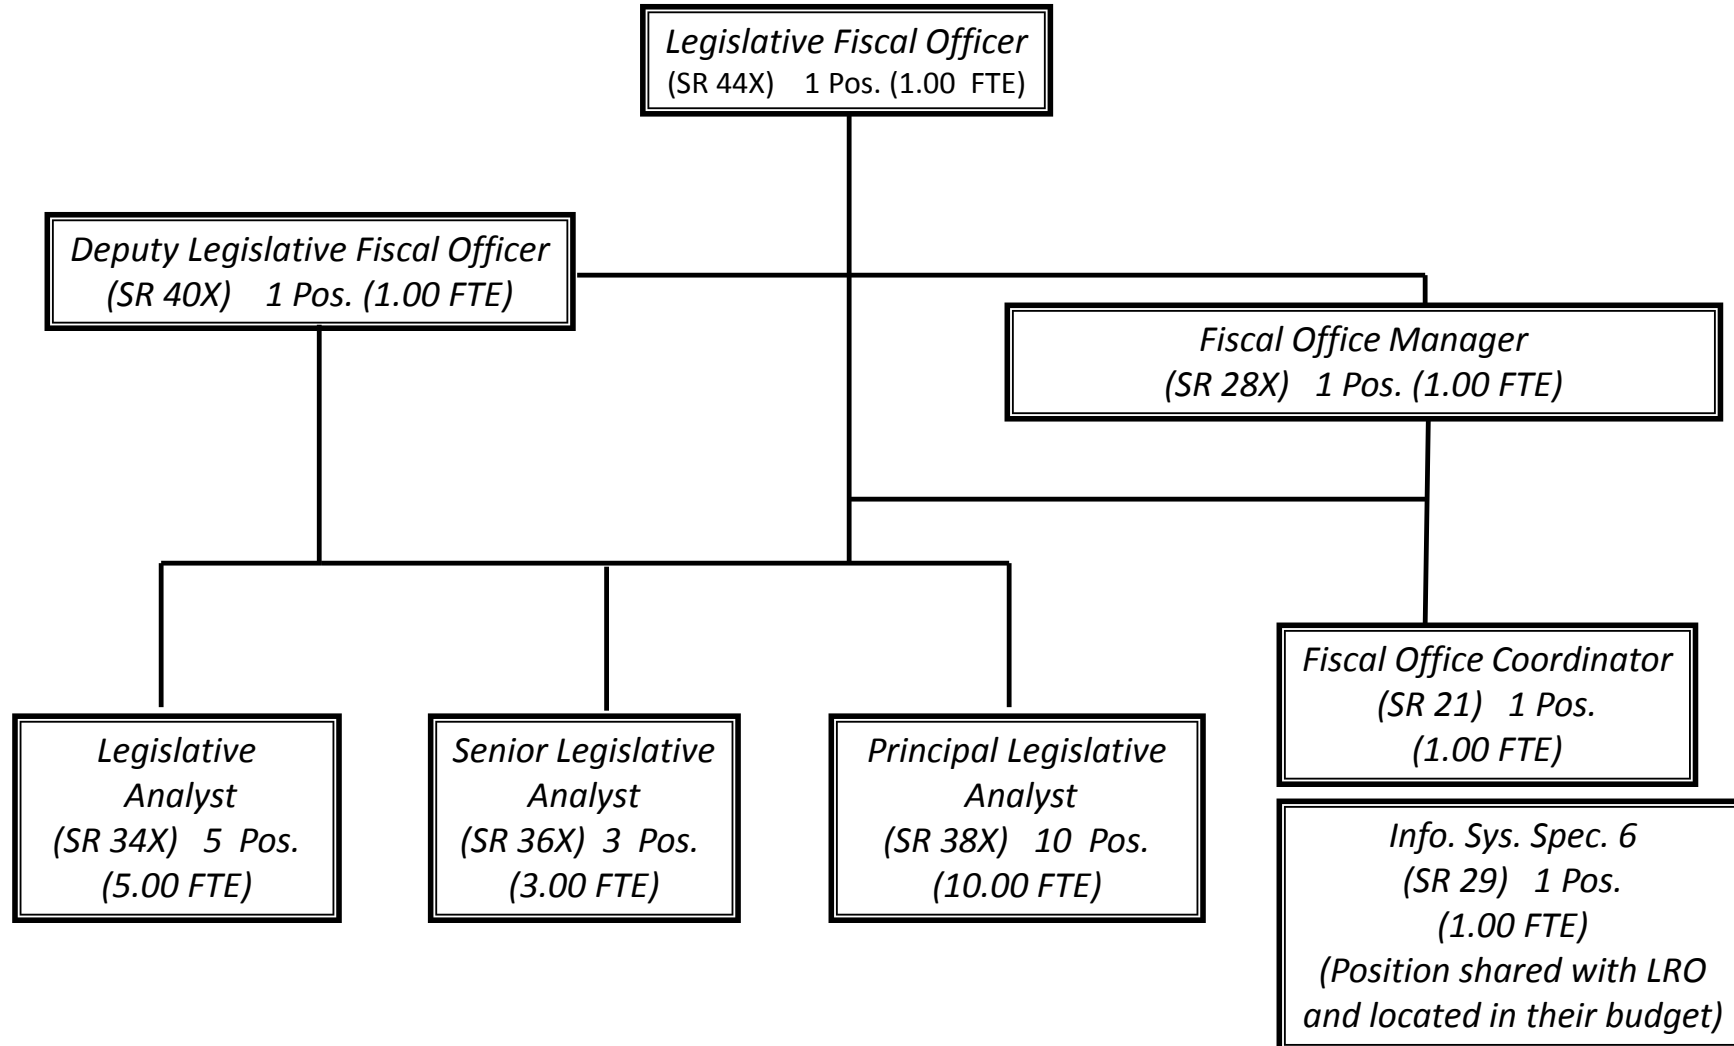 Legislative Fiscal Officer
(SR 44X) 1 Pos. (1.00 FTE)
Deputy Legislative Fiscal Officer
(SR 40X) 1 Pos. (1.00 FTE)
Fiscal Office Manager
(SR 28X) 1 Pos. (1.00 FTE)
Fiscal Office Coordinator
(SR 21) 1 Pos.
(1.00 FTE)
Legislative
Analyst
(SR 34X) 5 Pos.
(5.00 FTE)
Senior Legislative
Analyst
(SR 36X) 3 Pos.
(3.00 FTE)
Principal Legislative
Analyst
(SR 38X) 10 Pos.
(10.00 FTE)
Info. Sys. Spec. 6
(SR 29) 1 Pos.
(1.00 FTE)
(Position shared with LRO
and located in their budget)